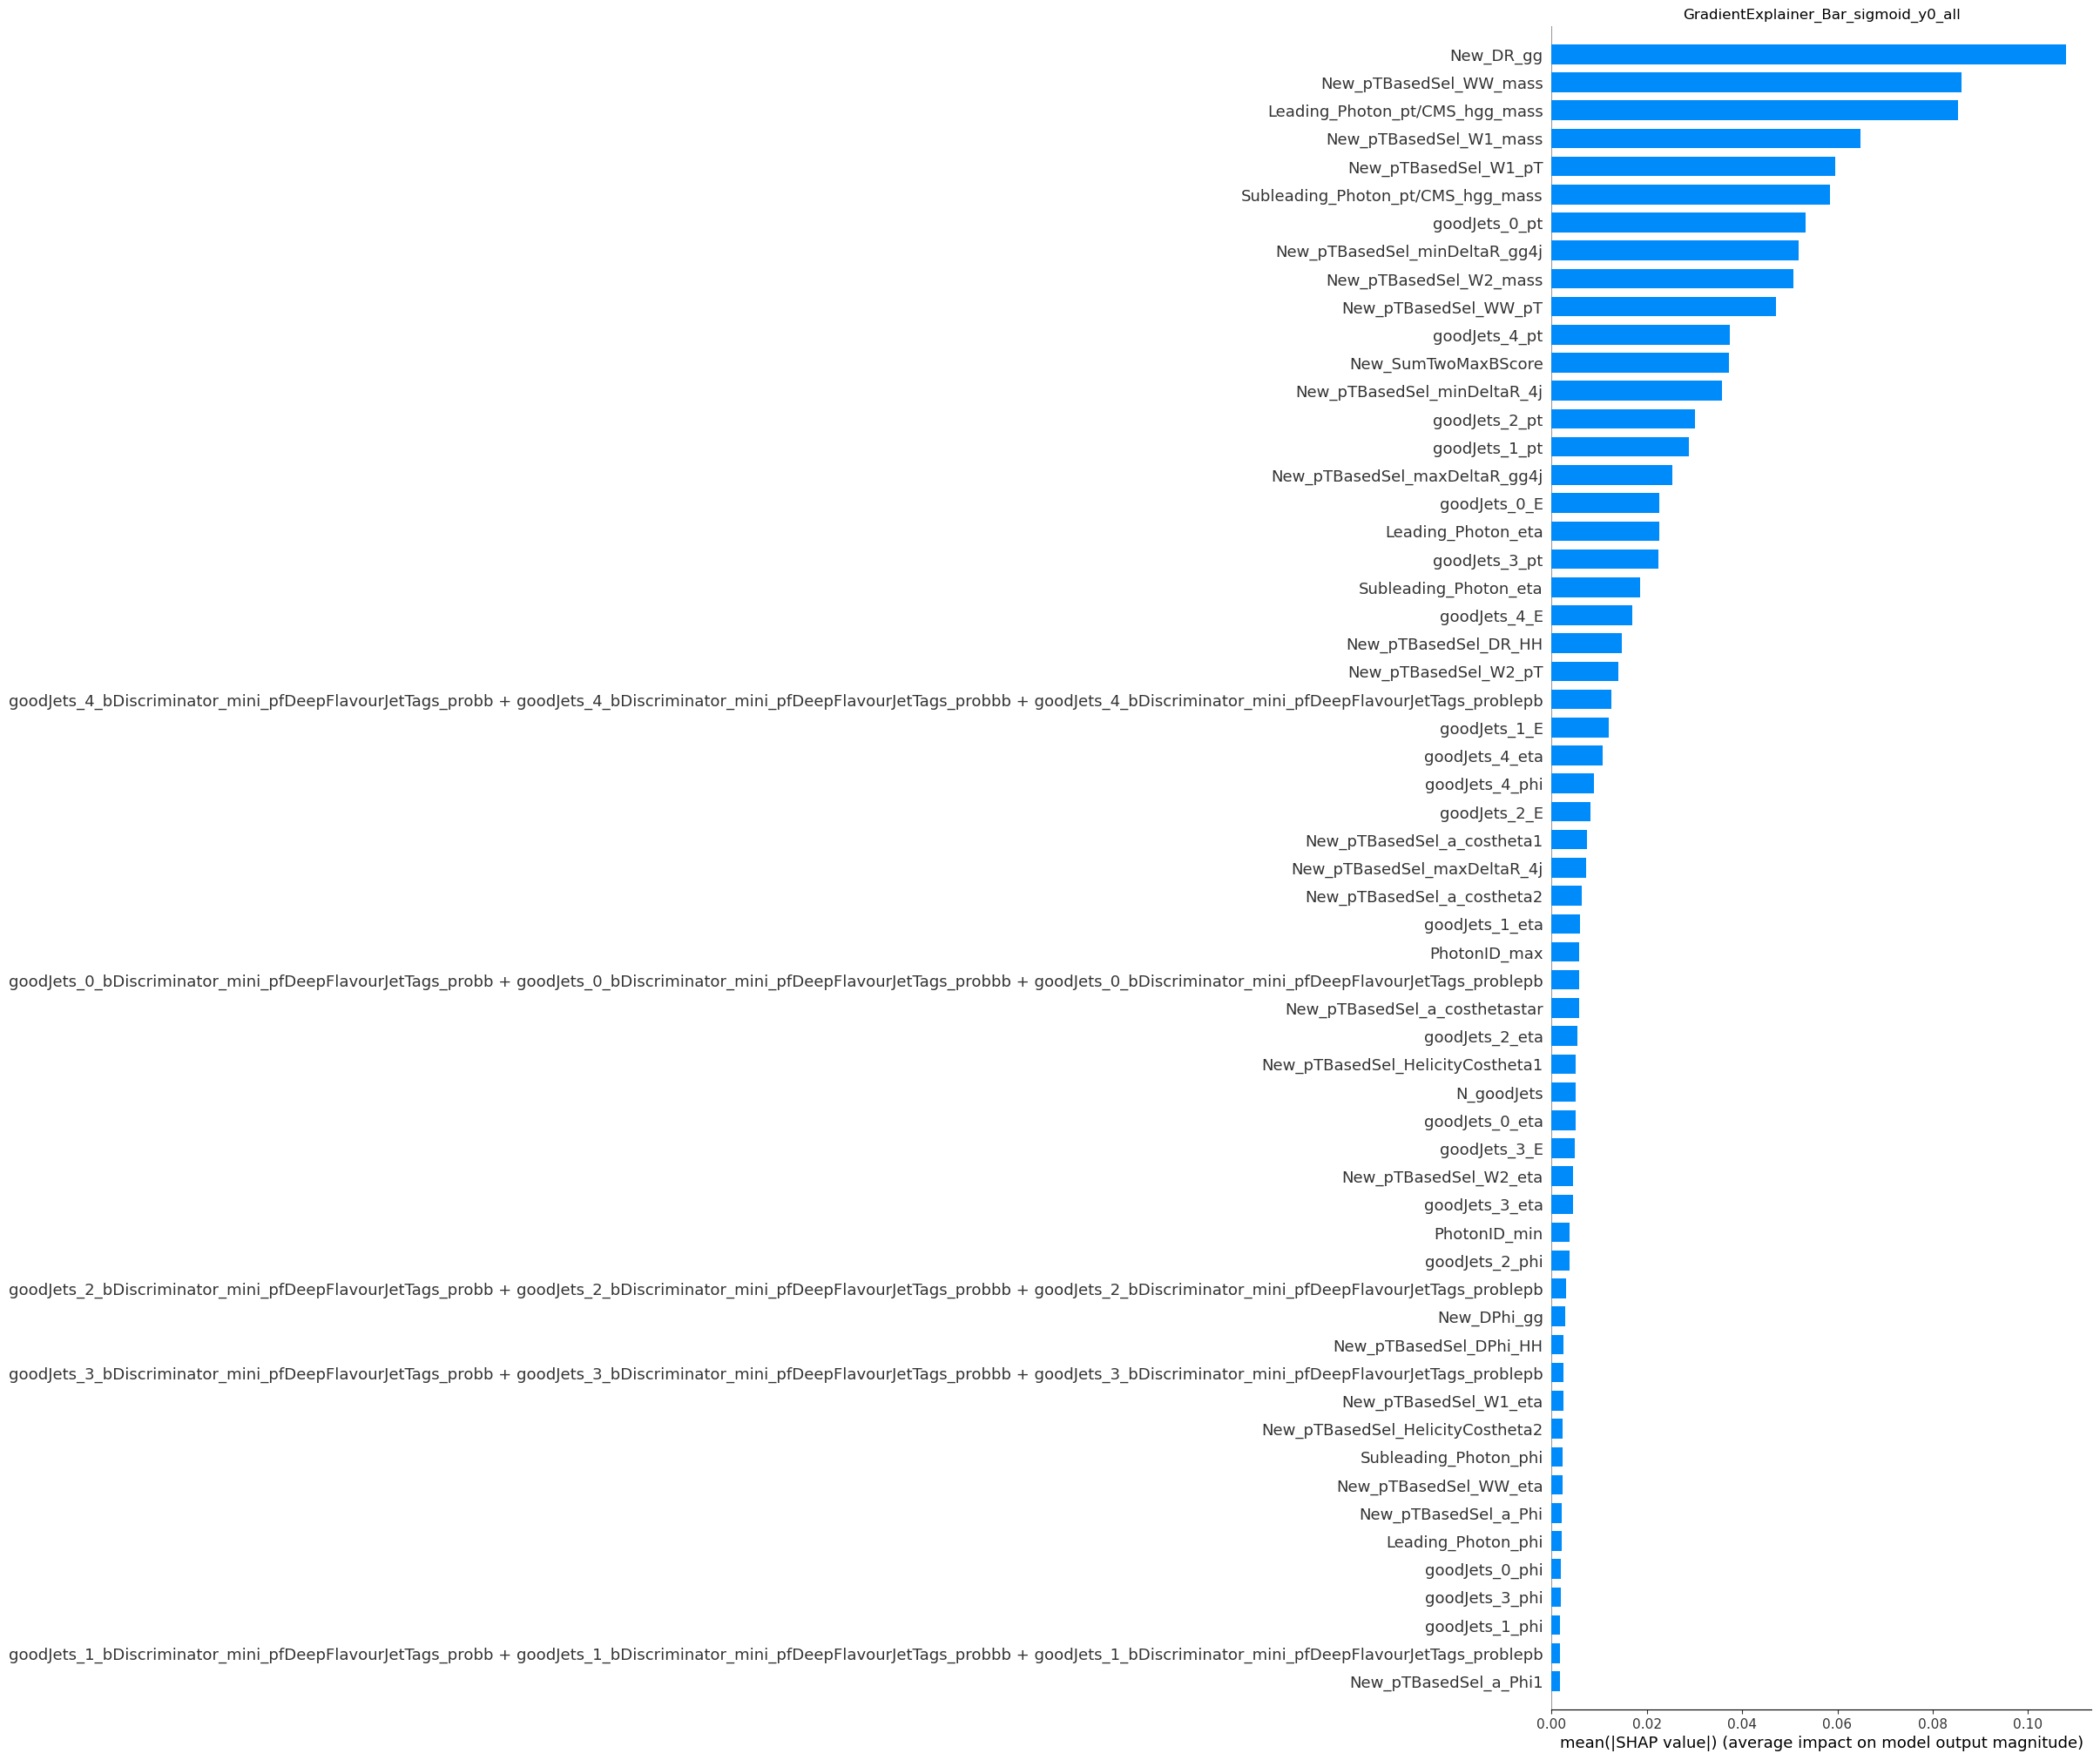 GradientExplainer_Bar_sigmoid_y0_all
New_DR_gg
New_pTBasedSel_WW_mass
Leading_Photon_pt/CMS_hgg_mass
New_pTBasedSel_W1_mass
New_pTBasedSel_W1_pT
Subleading_Photon_pt/CMS_hgg_mass
goodJets_0_pt
New_pTBasedSel_minDeltaR_gg4j
New_pTBasedSel_W2_mass
New_pTBasedSel_WW_pT
goodJets_4_pt
New_SumTwoMaxBScore
New_pTBasedSel_minDeltaR_4j
goodJets_2_pt
goodJets_1_pt
New_pTBasedSel_maxDeltaR_gg4j
goodJets_0_E
Leading_Photon_eta
goodJets_3_pt
Subleading_Photon_eta
goodJets_4_E
New_pTBasedSel_DR_HH
New_pTBasedSel_W2_pT
goodJets_4_bDiscriminator_mini_pfDeepFlavourJetTags_probb + goodJets_4_bDiscriminator_mini_pfDeepFlavourJetTags_probbb + goodJets_4_bDiscriminator_mini_pfDeepFlavourJetTags_problepb
goodJets_1_E
goodJets_4_eta
goodJets_4_phi
goodJets_2_E
New_pTBasedSel_a_costheta1
New_pTBasedSel_maxDeltaR_4j
New_pTBasedSel_a_costheta2
goodJets_1_eta
PhotonID_max
goodJets_0_bDiscriminator_mini_pfDeepFlavourJetTags_probb + goodJets_0_bDiscriminator_mini_pfDeepFlavourJetTags_probbb + goodJets_0_bDiscriminator_mini_pfDeepFlavourJetTags_problepb
New_pTBasedSel_a_costhetastar
goodJets_2_eta
New_pTBasedSel_HelicityCostheta1
N_goodJets
goodJets_0_eta
goodJets_3_E
New_pTBasedSel_W2_eta
goodJets_3_eta
PhotonID_min
goodJets_2_phi
goodJets_2_bDiscriminator_mini_pfDeepFlavourJetTags_probb + goodJets_2_bDiscriminator_mini_pfDeepFlavourJetTags_probbb + goodJets_2_bDiscriminator_mini_pfDeepFlavourJetTags_problepb
New_DPhi_gg
New_pTBasedSel_DPhi_HH
goodJets_3_bDiscriminator_mini_pfDeepFlavourJetTags_probb + goodJets_3_bDiscriminator_mini_pfDeepFlavourJetTags_probbb + goodJets_3_bDiscriminator_mini_pfDeepFlavourJetTags_problepb
New_pTBasedSel_W1_eta
New_pTBasedSel_HelicityCostheta2
Subleading_Photon_phi
New_pTBasedSel_WW_eta
New_pTBasedSel_a_Phi
Leading_Photon_phi
goodJets_0_phi
goodJets_3_phi
goodJets_1_phi
goodJets_1_bDiscriminator_mini_pfDeepFlavourJetTags_probb + goodJets_1_bDiscriminator_mini_pfDeepFlavourJetTags_probbb + goodJets_1_bDiscriminator_mini_pfDeepFlavourJetTags_problepb
New_pTBasedSel_a_Phi1
0.00 0.02 0.04 0.06 0.08 0.10
mean(|SHAP value|) (average impact on model output magnitude)